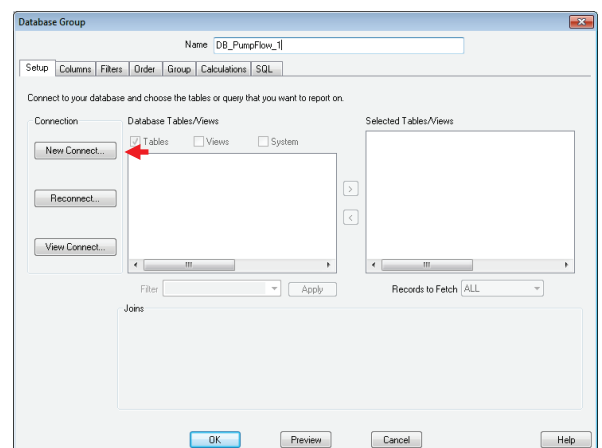 Database Group
Name DB_PumpFlow_1
Setup Columns Filters Order Group Calculations SQL
Connect to your database and choose the tables or query that you want to report on.
Connection Database Tables/Views Selected Tables/Views
Tables Views System
New Connect...
Reconnect...
View Connect...
Filter Apply Records to Fetch ALL
Joins
OK Preview Cancel Help